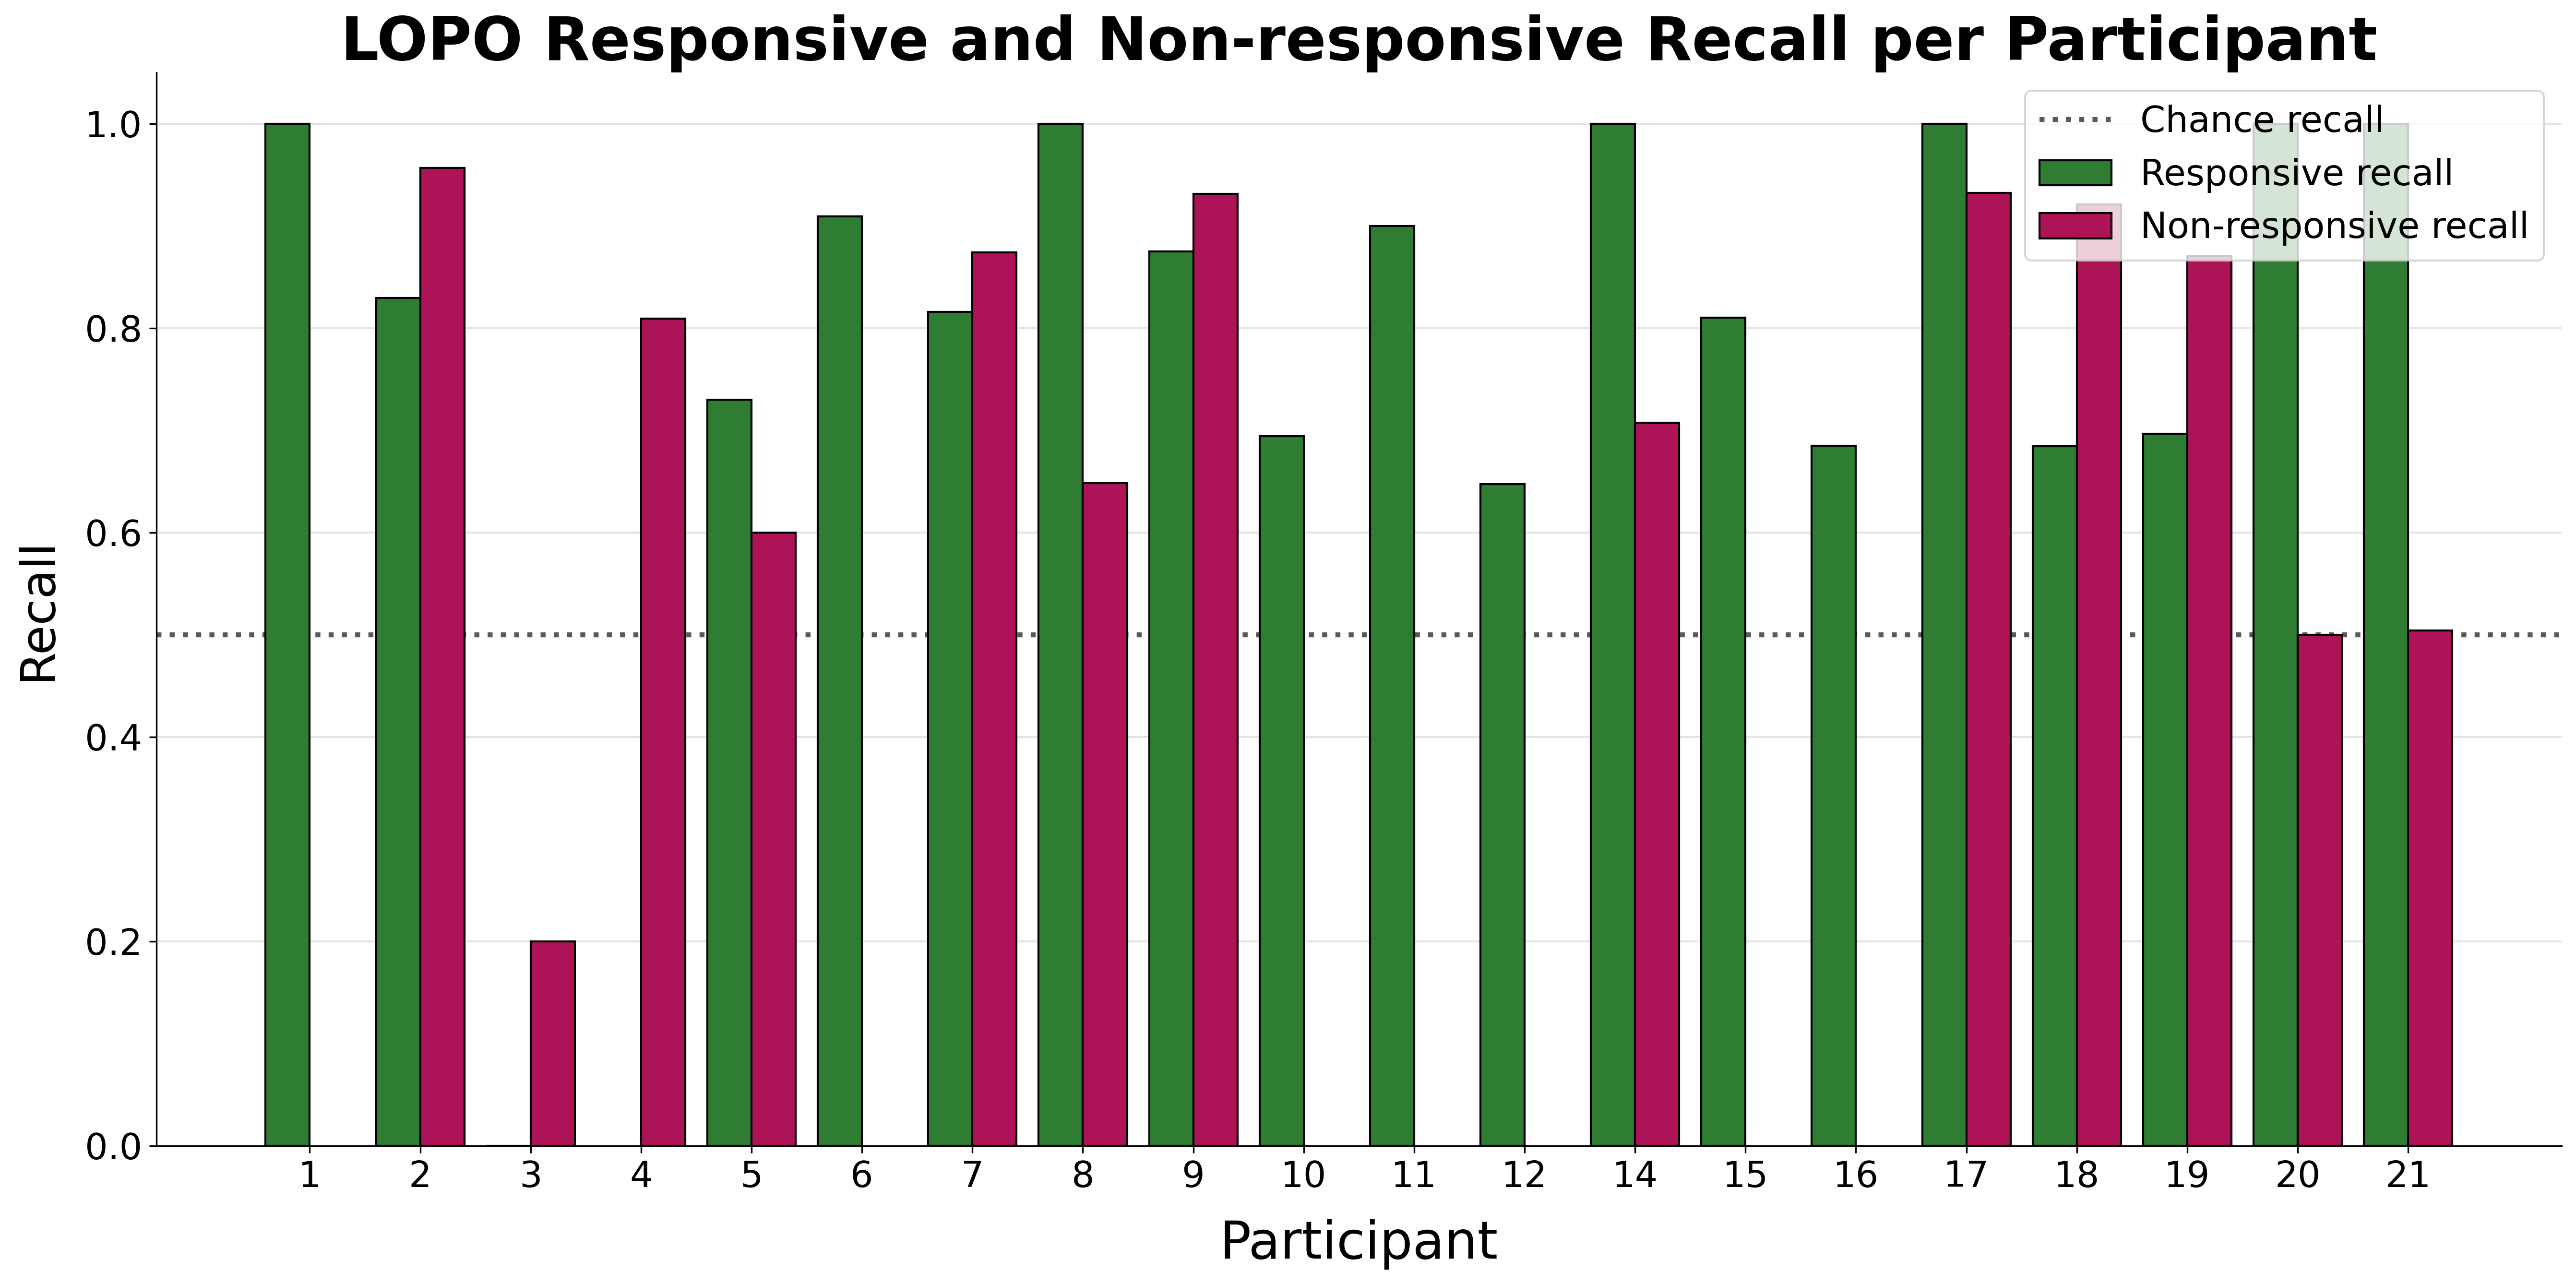 LOPO Responsive and Non-responsive Recall per Participant
Chance recall
Responsive recall
Non-responsive recall
1.0
0.8
0.6
0.4
0.2
0.0
Recall
1 2 3 4 5 6 7 8 9 10 11 12 14 15 16 17 18 19 20 21
Participant